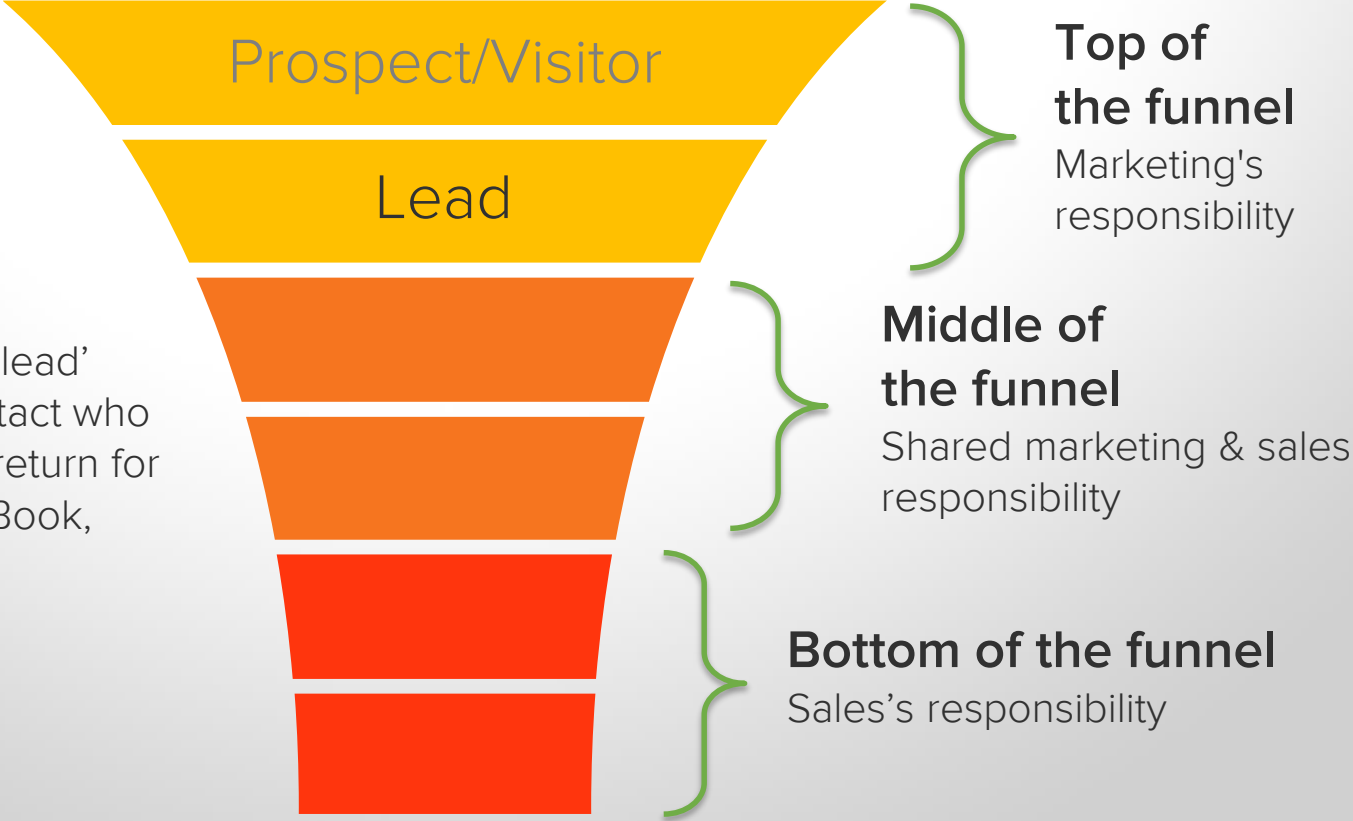 Prospect/Visitor
Lead
Top of
the funnel
Marketing's
responsibility
lead’
tact who
return for
Book,
Middle of
the funnel
Shared marketing & sales
responsibility
Bottom of the funnel
Sales’s responsibility